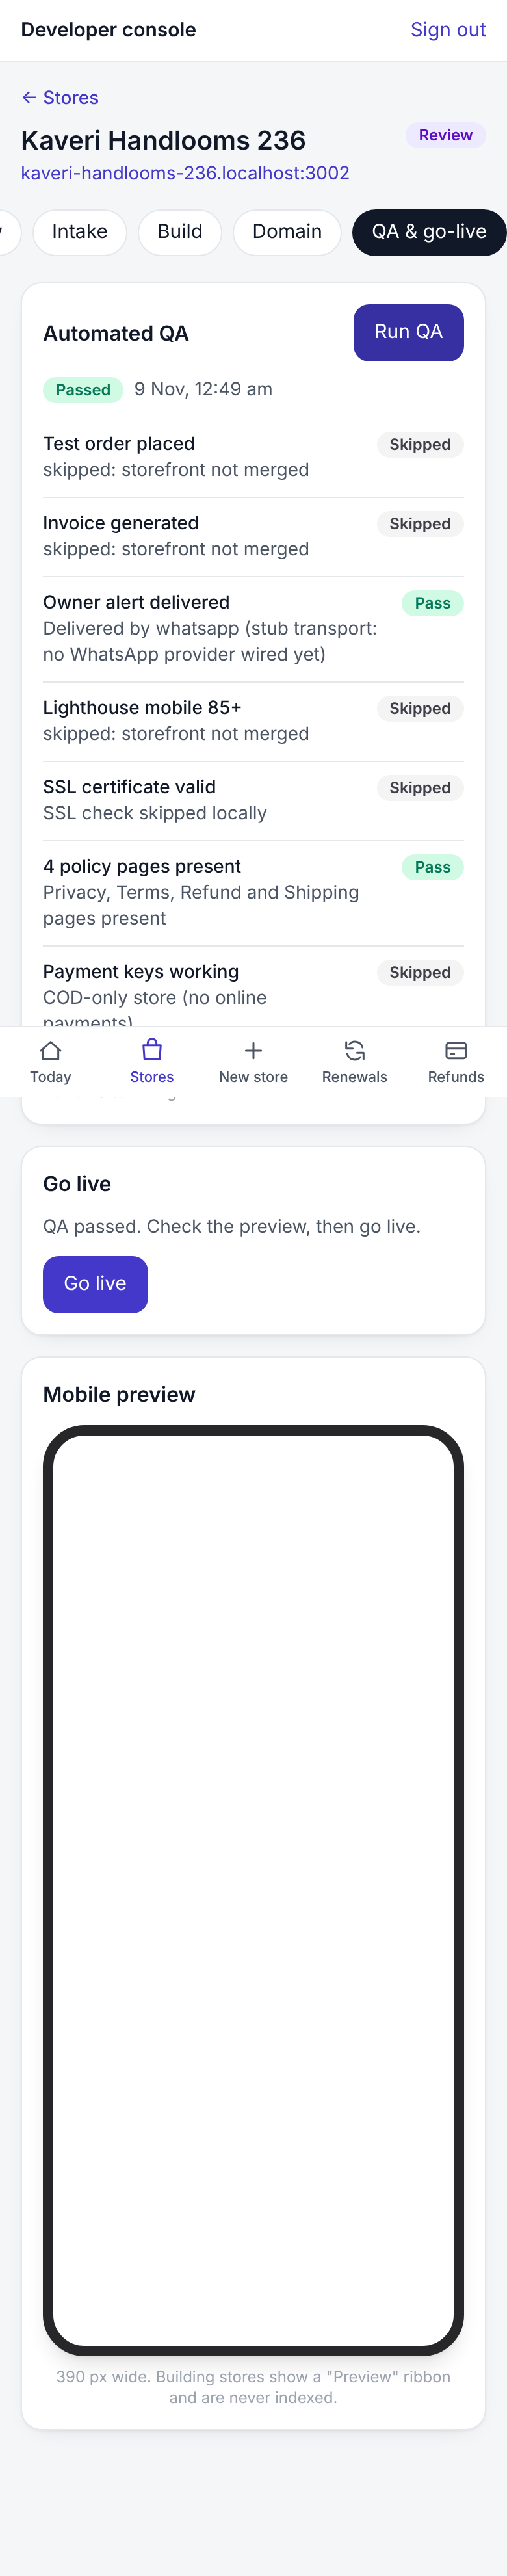 Developer console
Sign out
← Stores
Kaveri Handlooms 236
Review
kaveri-handlooms-236.localhost:3002
Intake
Build
Domain
QA & go-live
Automated QA
Run QA
Passed
9 Nov, 12:49 am
Test order placed
Skipped
skipped: storefront not merged
Invoice generated
Skipped
skipped: storefront not merged
Owner alert delivered
Pass
Delivered by whatsapp (stub transport:
no WhatsApp provider wired yet)
Lighthouse mobile 85+
Skipped
skipped: storefront not merged
SSL certificate valid
Skipped
SSL check skipped locally
4 policy pages present
Pass
Privacy, Terms, Refund and Shipping
pages present
Payment keys working
Skipped
COD-only store (no online
payments)
Today
Stores
New store
Renewals
Refunds
Go live
QA passed. Check the preview, then go live.
Go live
Mobile preview
390 px wide. Building stores show a "Preview" ribbon
and are never indexed.